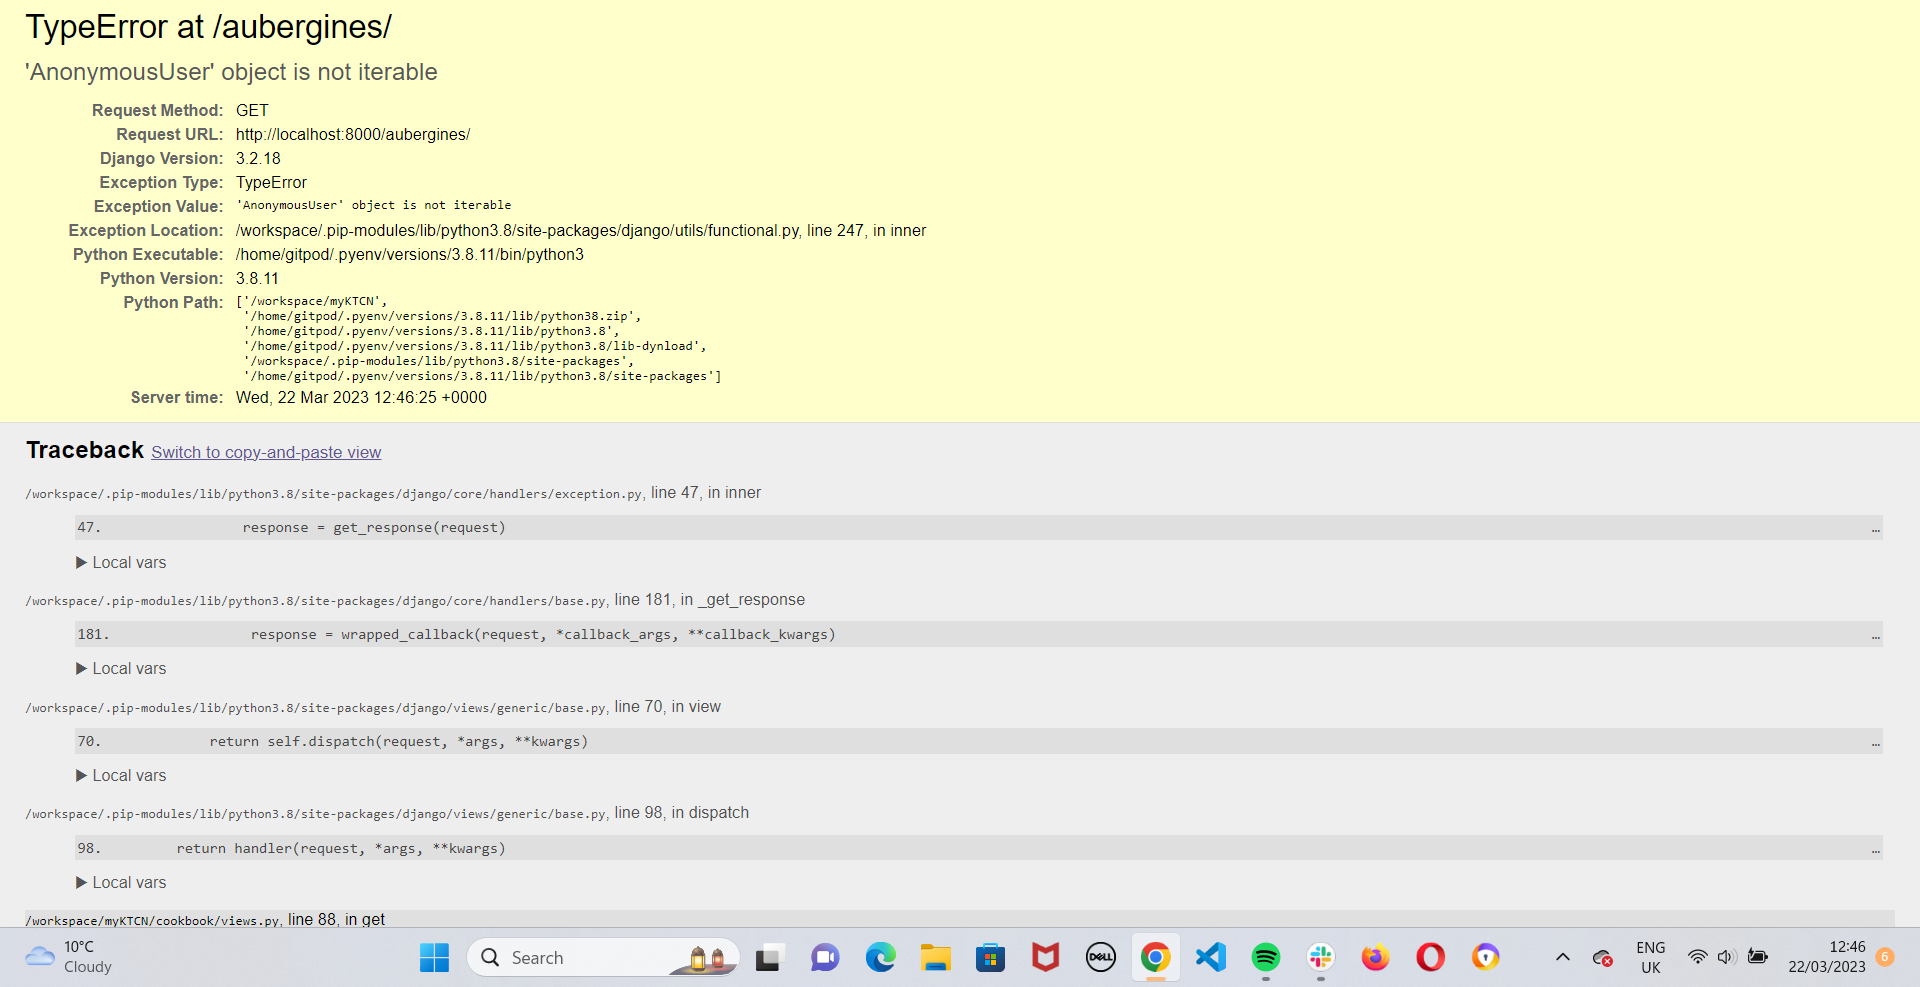 TypeError at /aubergines/
'AnonymousUser' object is not iterable
Request Method: GET
Request URL: http://localhost:8000/aubergines/
Django Version: 3.2.18
Exception Type: TypeError
Exception Value: 'AnonymousUser' object is not iterable
Exception Location: /workspace/.pip-modules/lib/python3.8/site-packages/django/utils/functional.py, line 247, in inner
Python Executable: /home/gitpod/.pyenv/versions/3.8.11/bin/python3
Python Version: 3.8.11
Python Path: ['/workspace/myKTCN',
'/home/gitpod/.pyenv/versions/3.8.11/lib/python38.zip',
'/home/gitpod/.pyenv/versions/3.8.11/lib/python3.8',
'/home/gitpod/.pyenv/versions/3.8.11/lib/python3.8/lib-dynload',
'/workspace/.pip-modules/lib/python3.8/site-packages',
'/home/gitpod/.pyenv/versions/3.8.11/lib/python3.8/site-packages']
Server time: Wed, 22 Mar 2023 12:46:25 +0000
Traceback Switch to copy-and-paste view
/workspace/.pip-modules/lib/python3.8/site-packages/django/core/handlers/exception.py, line 47, in inner
47. response = get_response(request) …
▶ Local vars
/workspace/.pip-modules/lib/python3.8/site-packages/django/core/handlers/base.py, line 181, in _get_response
181. response = wrapped_callback(request, *callback_args, **callback_kwargs) …
▶ Local vars
/workspace/.pip-modules/lib/python3.8/site-packages/django/views/generic/base.py, line 70, in view
70. return self.dispatch(request, *args, **kwargs) …
▶ Local vars
/workspace/.pip-modules/lib/python3.8/site-packages/django/views/generic/base.py, line 98, in dispatch
98. return handler(request, *args, **kwargs) …
▶ Local vars
/workspace/myKTCN/cookbook/views.py, line 88, in get
10°C
Cloudy
Search
DELL
ENG
UK
12:46
22/03/2023
6